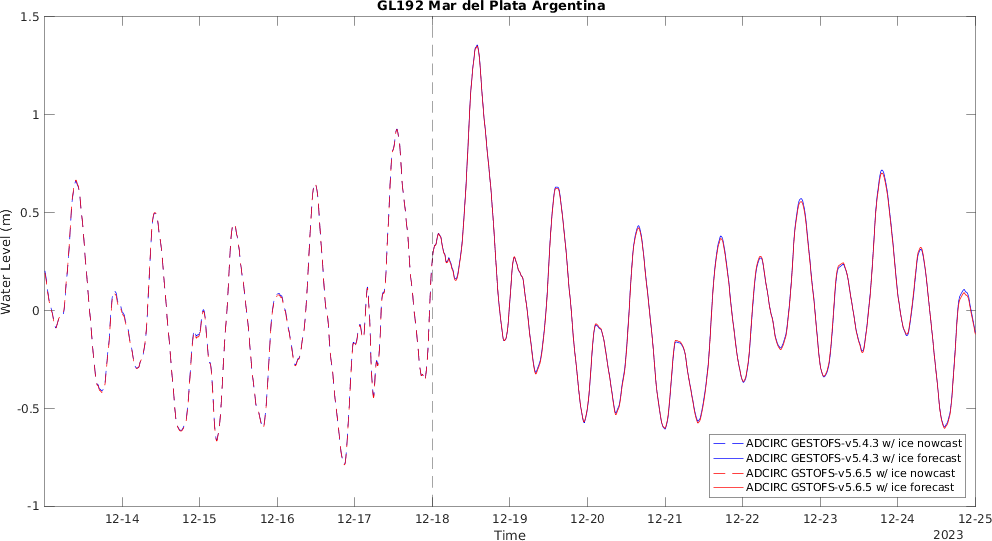 GL192 Mar del Plata Argentina
1.5
1
0.5
0
-0.5
-1
Water Level (m)
ADCIRC GESTOFS-v5.4.3 w/ ice nowcast
ADCIRC GESTOFS-v5.4.3 w/ ice forecast
ADCIRC GSTOFS-v5.6.5 w/ ice nowcast
ADCIRC GSTOFS-v5.6.5 w/ ice forecast
12-14 12-15 12-16 12-17 12-18 12-19 12-20 12-21 12-22 12-23 12-24 12-25
Time
2023